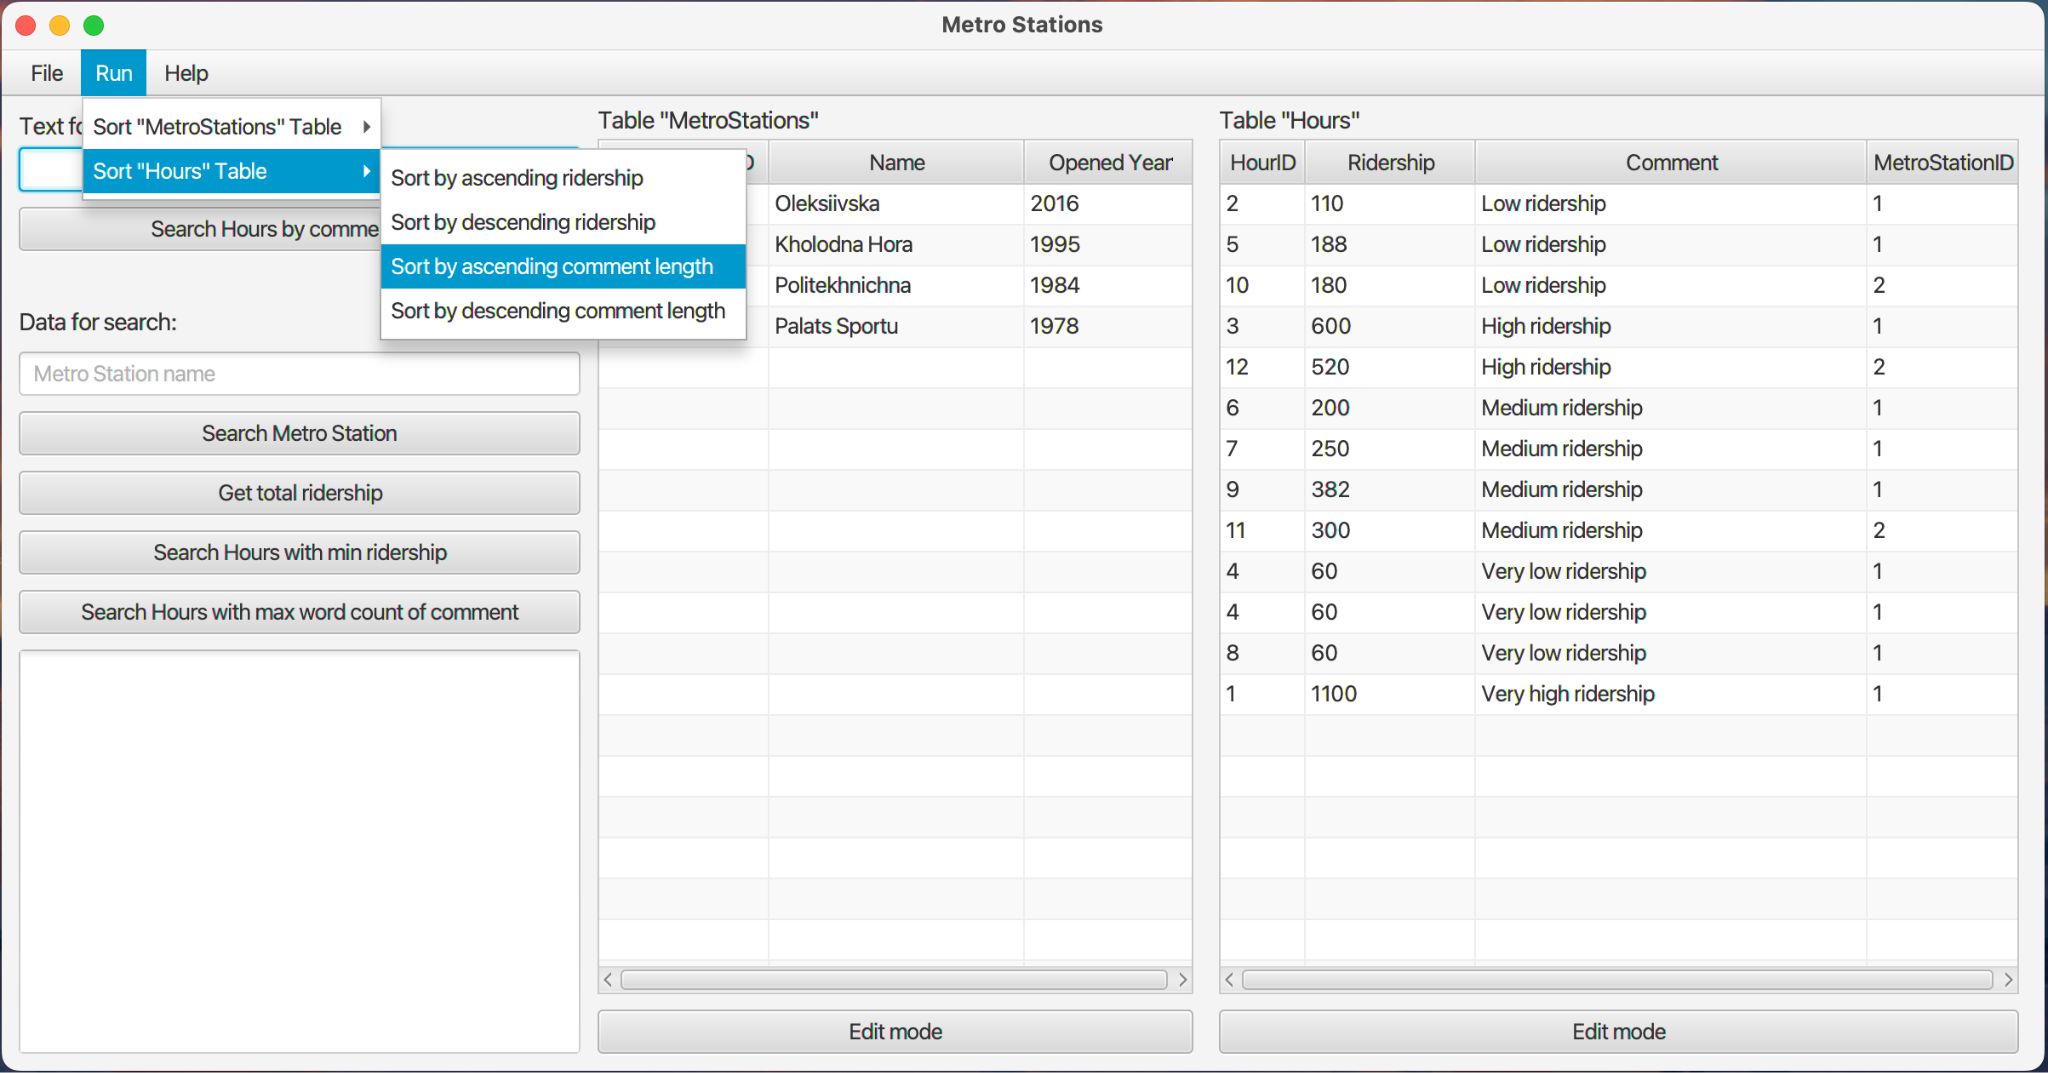 Metro Stations
File Run Help
Sort "MetroStations" Table
Sort "Hours" Table
Sort by ascending ridership
Sort by descending ridership
Sort by ascending comment length
Sort by descending comment length
Text
Search Hours by
Data for search:
Metro Station name
Search Metro Station
Get total ridership
Search Hours with min ridership
Search Hours with max word count of comment
Table "MetroStations"
Name Opened Year
Oleksiivska 2016
Kholodna Hora 1995
Politekhnichna 1984
Palats Sportu 1978
Edit mode
Table "Hours"
HourID Ridership Comment MetroStationID
2 110 Low ridership 1
5 188 Low ridership 1
10 180 Low ridership 2
3 600 High ridership 1
12 520 High ridership 2
6 200 Medium ridership 1
7 250 Medium ridership 1
9 382 Medium ridership 1
11 300 Medium ridership 2
4 60 Very low ridership 1
4 60 Very low ridership 1
8 60 Very low ridership 1
1 1100 Very high ridership 1
Edit mode